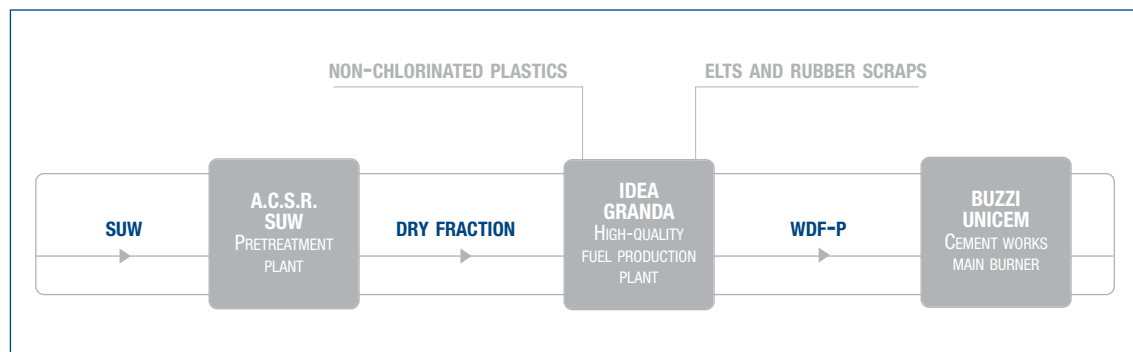 NON-CHLORINATED PLASTICS
ELTS AND RUBBER SCRAPS
SUW
A.C.S.R.
SUW
PRETREATMENT
PLANT
DRY FRACTION
IDEA
GRANDA
HIGH-QUALITY
FUEL PRODUCTION
PLANT
WDF-P
BUZZI
UNICEM
CEMENT WORKS
MAIN BURNER